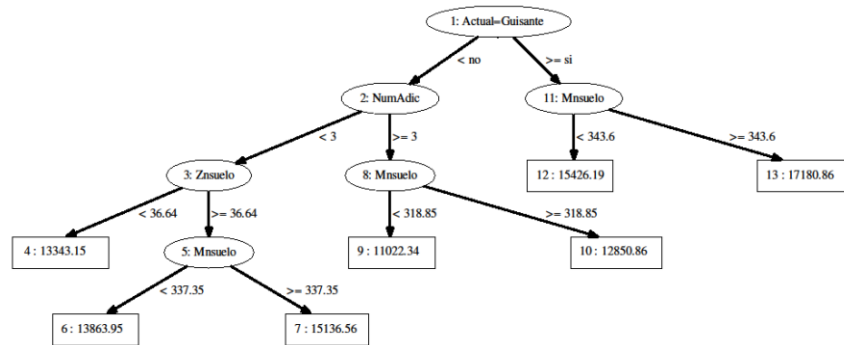 1: Actual=Guisante
< no
>= si
2: NumAdic
11: Mnsuelo
< 3
>= 3
< 343.6
>= 343.6
3: Znsuelo
8: Mnsuelo
12 : 15426.19
13 : 17180.86
< 36.64
>= 36.64
< 318.85
>= 318.85
4 : 13343.15
5: Mnsuelo
9 : 11022.34
10 : 12850.86
< 337.35
>= 337.35
6 : 13863.95
7 : 15136.56